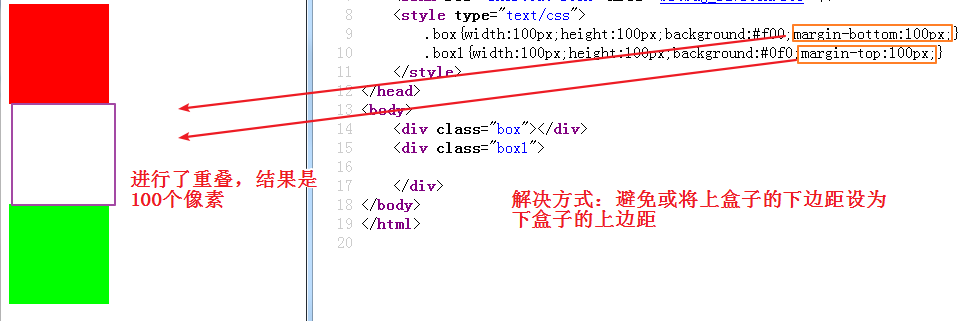 8 <style type="text/css">
9 .box{width:100px;height:100px;background:#f00;margin-bottom:100px;}
10 .box1{width:100px;height:100px;background:#0f0;margin-top:100px;}
11 </style>
12 </head>
13 <body>
14 <div class="box"></div>
15 <div class="box1">
16
17 </div>
18 </body>
19 </html>
20
进行了重叠，结果是
100个像素
解决方式：避免或将上盒子的下边距设为
下盒子的上边距